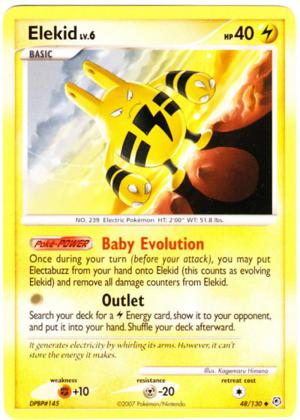 Elekid LV.6 HP 40
BASIC
NO. 239 Electric Pokémon HT: 2'00" WT: 51.8 lbs.
Poké-POWER Baby Evolution
Once during your turn (before your attack), you may put
Electabuzz from your hand onto Elekid (this counts as evolving
Elekid) and remove all damage counters from Elekid.
Outlet
Search your deck for a Energy card, show it to your opponent,
and put it into your hand. Shuffle your deck afterward.
It generates electricity by whirling its arms. However, it
can't store the energy it makes.
Illus. Kagemaru Himeno
weakness resistance retreat cost
+10 -20
DPBP#145 ©2007 Pokémon 48/130